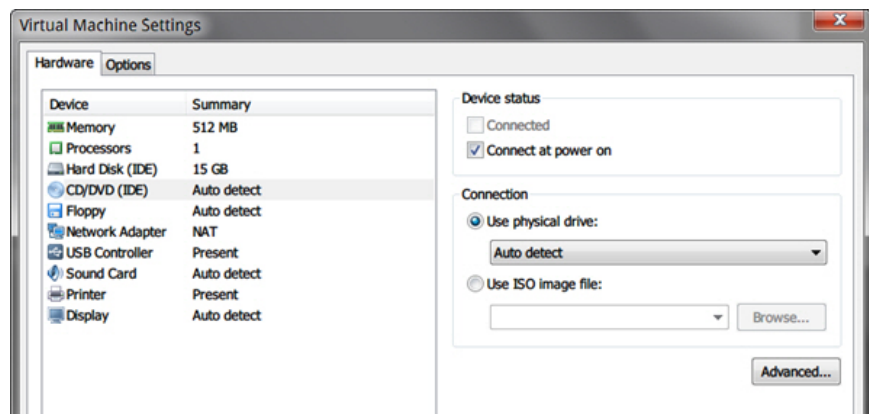 Virtual Machine Settings
Hardware Options
Device Summary
Memory 512 MB
Processors 1
Hard Disk (IDE) 15 GB
CD/DVD (IDE) Auto detect
Floppy Auto detect
Network Adapter NAT
USB Controller Present
Sound Card Auto detect
Printer Present
Display Auto detect
Device status
Connected
Connect at power on
Connection
Use physical drive:
Auto detect
Use ISO image file:
Browse...
Advanced...